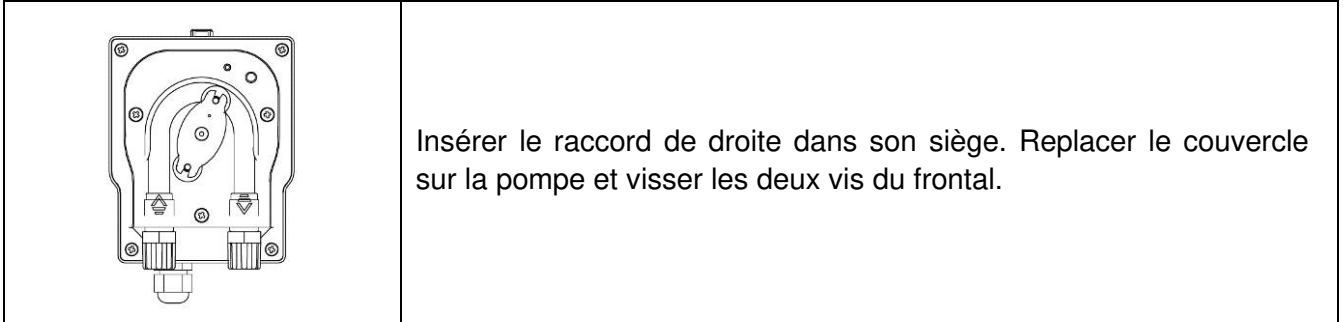 Insérer le raccord de droite dans son siège. Replacer le couvercle
sur la pompe et visser les deux vis du frontal.